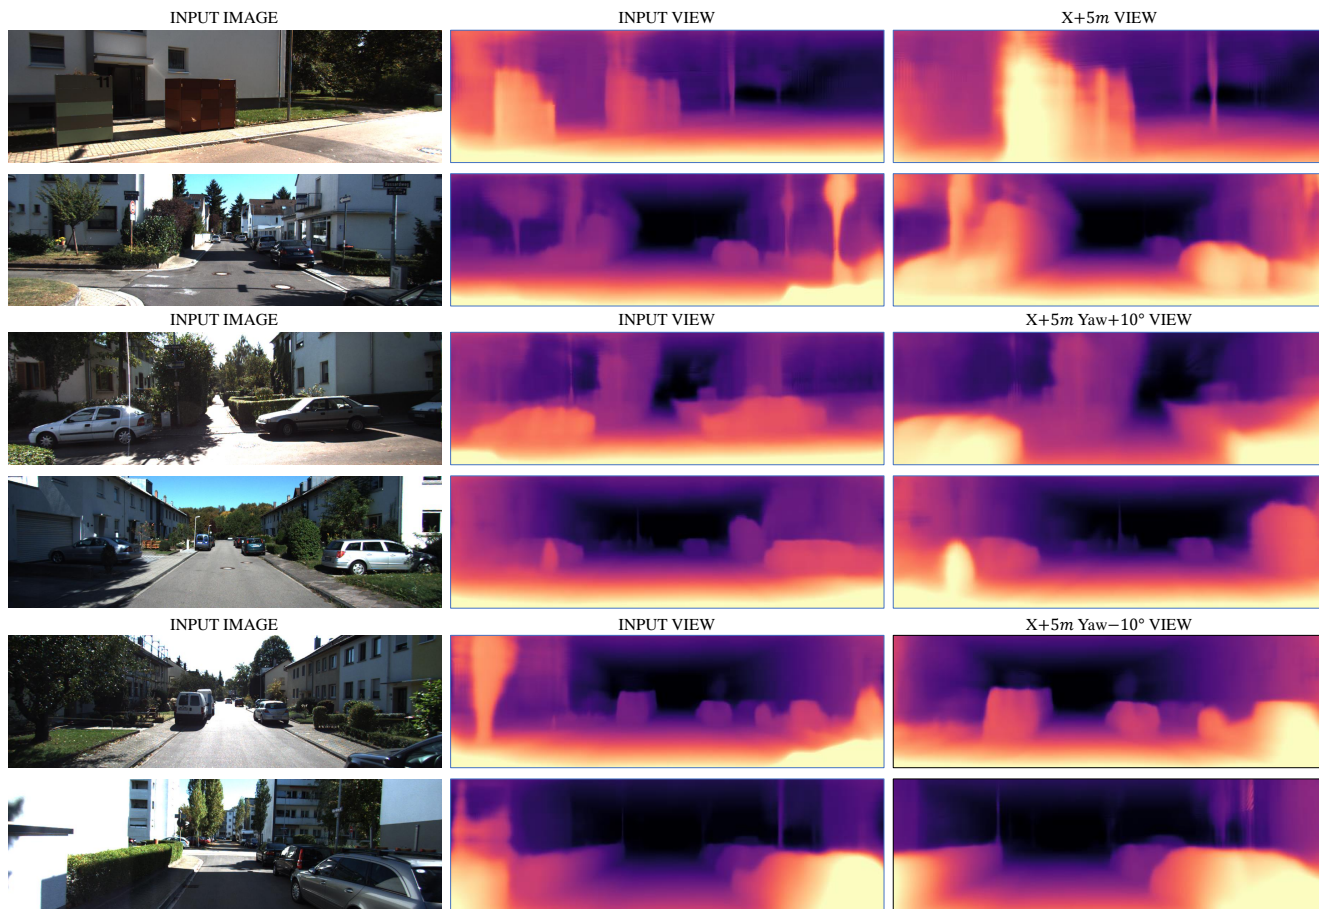 INPUT IMAGE INPUT VIEW X+5m VIEW
11
INPUT IMAGE INPUT VIEW X+5m Yaw+10° VIEW
INPUT IMAGE INPUT VIEW X+5m Yaw−10° VIEW